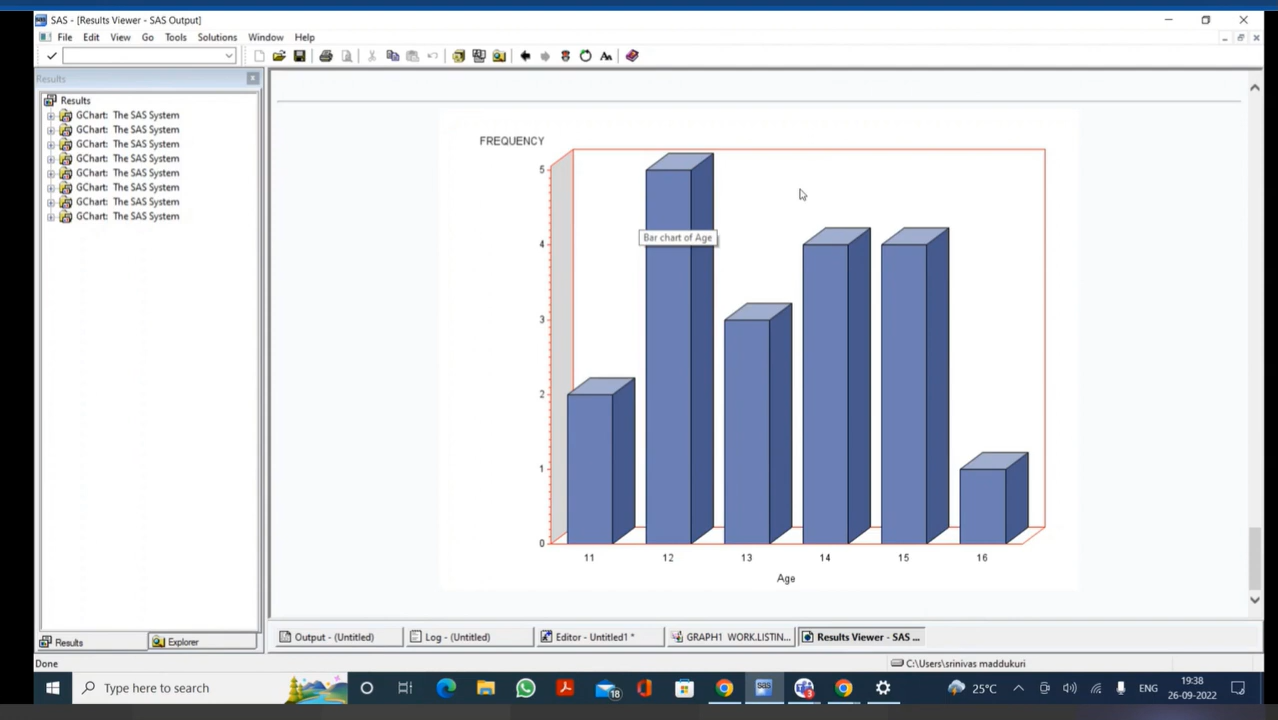 SAS - [Results Viewer - SAS Output]
File Edit View Go Tools Solutions Window Help
Results
Results
GChart: The SAS System
GChart: The SAS System
GChart: The SAS System
GChart: The SAS System
GChart: The SAS System
GChart: The SAS System
GChart: The SAS System
GChart: The SAS System
FREQUENCY
5
4
3
2
1
0
Bar chart of Age
11 12 13 14 15 16
Age
Results Explorer
Output - (Untitled) Log - (Untitled) Editor - Untitled1 * GRAPH1 WORK.LISTIN... Results Viewer - SAS ...
Done C:\Users\srinivas maddukuri
Type here to search 18 sas 25°C ENG 19:38
26-09-2022